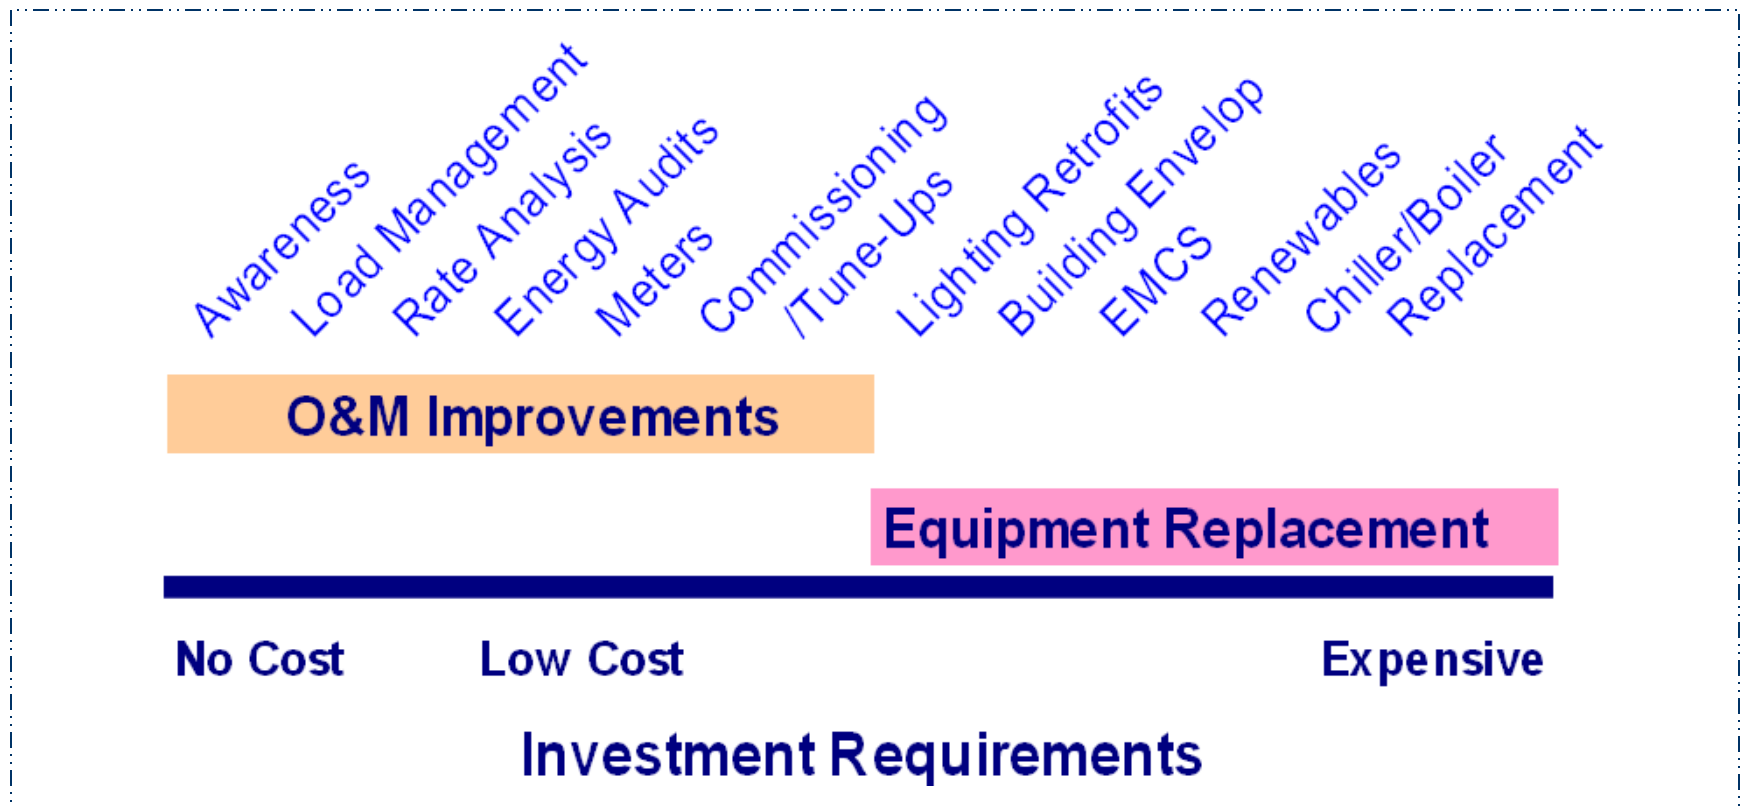 Awareness
Load Management
Rate Analysis
Energy Audits
Meters
Commissioning
/Tune-Ups
Lighting Retrofits
Building Envelop
EMCS
Renewables
Chiller/Boiler
Replacement
O&M Improvements
Equipment Replacement
No Cost
Low Cost
Expensive
Investment Requirements